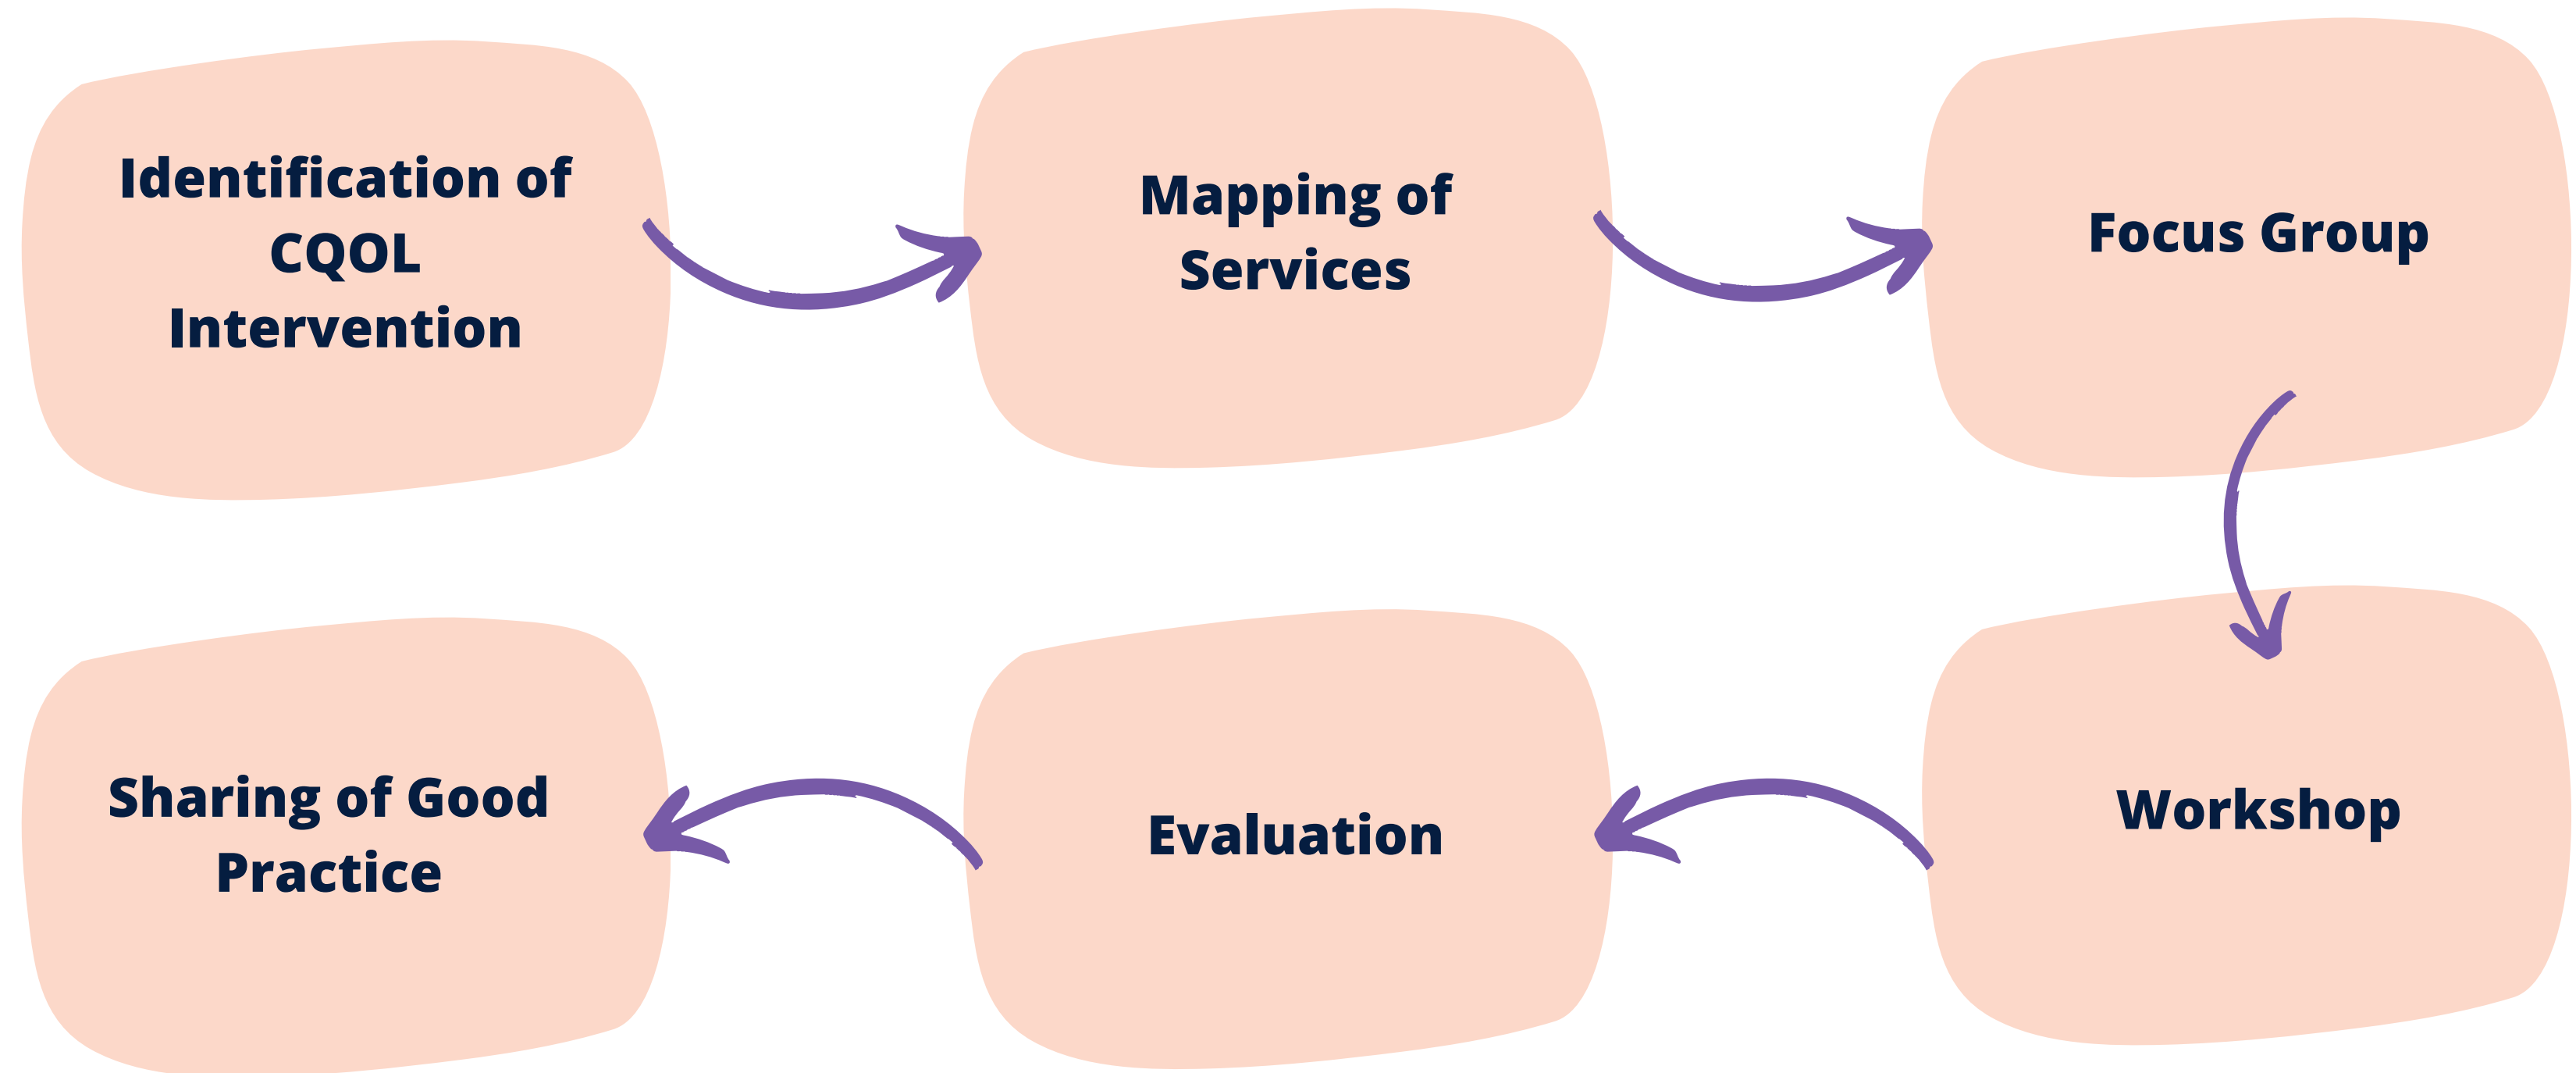 Identification of
CQOL
Intervention
Mapping of
Services
Focus Group
Workshop
Evaluation
Sharing of Good
Practice